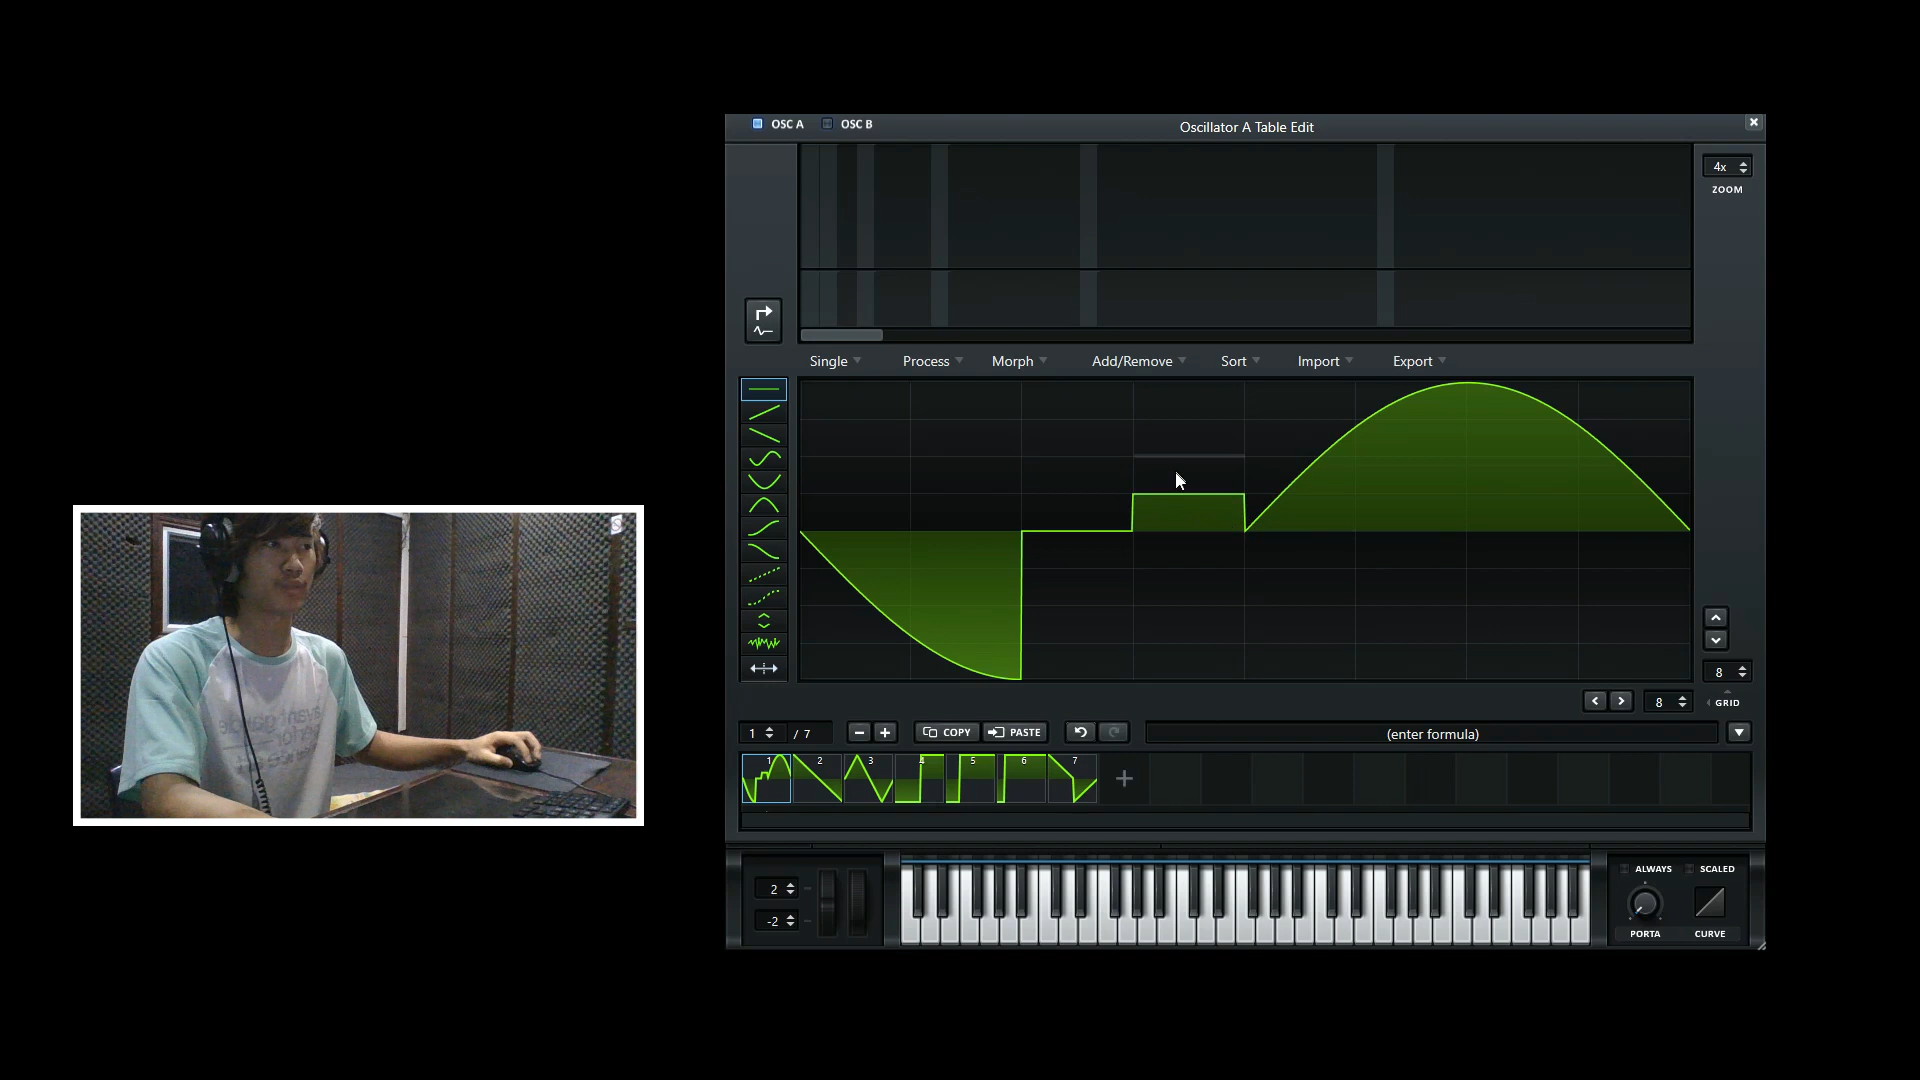 OSC A OSC B
Oscillator A Table Edit
4x
ZOOM
Single Process Morph Add/Remove Sort Import Export
8
8 GRID
1 / 7 COPY PASTE (enter formula)
1 2 3 4 5 6 7
ALWAYS SCALED
2
-2
PORTA CURVE